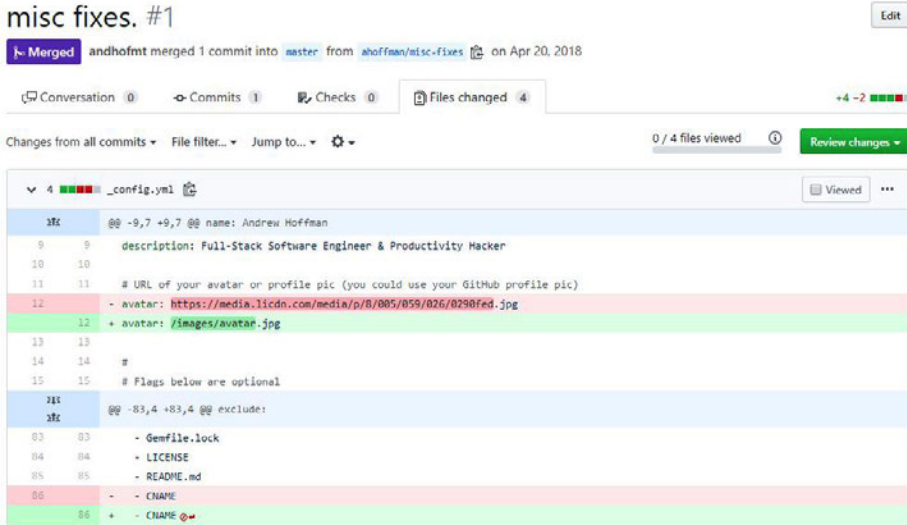 misc fixes. #1
Edit
Merged andhofmt merged 1 commit into master from ahoffman/misc-fixes on Apr 20, 2018
Conversation 0 Commits 1 Checks 0 Files changed 4 +4 −2
Changes from all commits File filter... Jump to... 0 / 4 files viewed Review changes
4 _config.yml Viewed
@@ -9,7 +9,7 @@ name: Andrew Hoffman
9 9 description: Full-Stack Software Engineer & Productivity Hacker
10 10
11 11 # URL of your avatar or profile pic (you could use your GitHub profile pic)
12 - avatar: https://media.licdn.com/media/p/8/005/059/026/0290fed.jpg
12 + avatar: /images/avatar.jpg
13 13
14 14 #
15 15 # Flags below are optional
@@ -83,4 +83,4 @@ exclude:
83 83 - Gemfile.lock
84 84 - LICENSE
85 85 - README.md
86 - - CNAME
86 + - CNAME